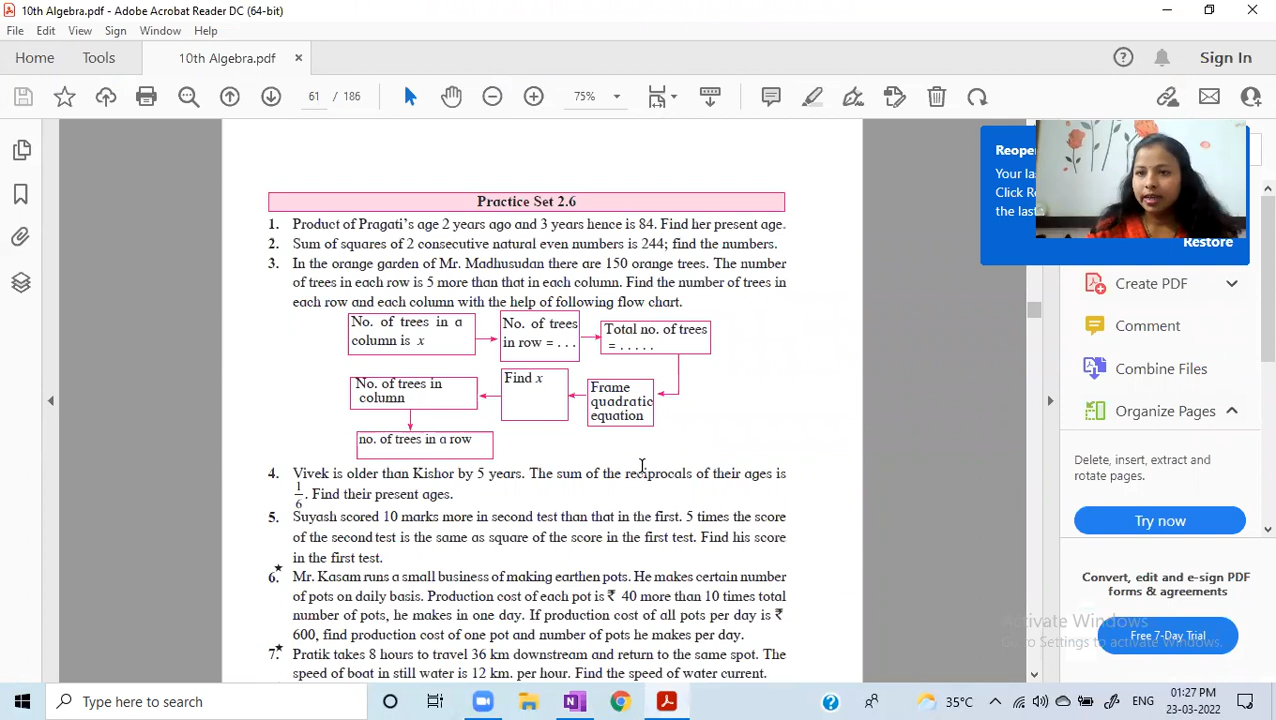 10th Algebra.pdf - Adobe Acrobat Reader DC (64-bit)
File Edit View Sign Window Help
Home Tools 10th Algebra.pdf Sign In
61 / 186 75%
Reoper
Your las
Click Re
the last
Restore
Practice Set 2.6
1. Product of Pragati's age 2 years ago and 3 years hence is 84. Find her present age.
2. Sum of squares of 2 consecutive natural even numbers is 244; find the numbers.
3. In the orange garden of Mr. Madhusudan there are 150 orange trees. The number
of trees in each row is 5 more than that in each column. Find the number of trees in
each row and each column with the help of following flow chart.
No. of trees in a
column is x
No. of trees
in row = . . .
Total no. of trees
= . . . . .
Frame
quadratic
equation
Find x
No. of trees in
column
no. of trees in a row
4. Vivek is older than Kishor by 5 years. The sum of the reciprocals of their ages is
1/6. Find their present ages.
5. Suyash scored 10 marks more in second test than that in the first. 5 times the score
of the second test is the same as square of the score in the first test. Find his score
in the first test.
6.★ Mr. Kasam runs a small business of making earthen pots. He makes certain number
of pots on daily basis. Production cost of each pot is ₹ 40 more than 10 times total
number of pots, he makes in one day. If production cost of all pots per day is ₹
600, find production cost of one pot and number of pots he makes per day.
7.★ Pratik takes 8 hours to travel 36 km downstream and return to the same spot. The
speed of boat in still water is 12 km. per hour. Find the speed of water current.
Create PDF
Comment
Combine Files
Organize Pages
Delete, insert, extract and
rotate pages.
Try now
Convert, edit and e-sign PDF
forms & agreements
Free 7-Day Trial
Activate Windows
Go to Settings to activate Windows.
Type here to search
35°C ENG 01:27 PM
23-03-2022